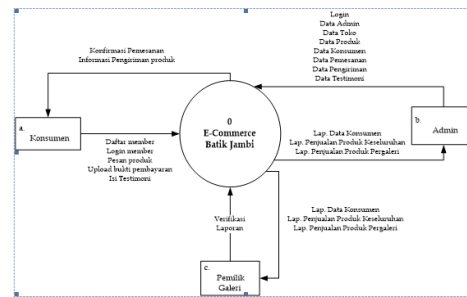 Login
Data Admin
Data Toko
Data Produk
Data Konsumen
Data Pemesanan
Data Pengiriman
Data Testimoni
Konfirmasi Pemesanan
Informasi Pengiriman produk
a.
Konsumen
0
E-Commerce
Batik Jambi
b.
Admin
Daftar member
Login member
Pesan produk
Upload bukti pembayaran
Isi Testimoni
Lap. Data Konsumen
Lap. Penjualan Produk Keseluruhan
Lap. Penjualan Produk Pergaleri
Verifikasi
Laporan
Lap. Data Konsumen
Lap. Penjualan Produk Keseluruhan
Lap. Penjualan Produk Pergaleri
c.
Pemilik
Galeri